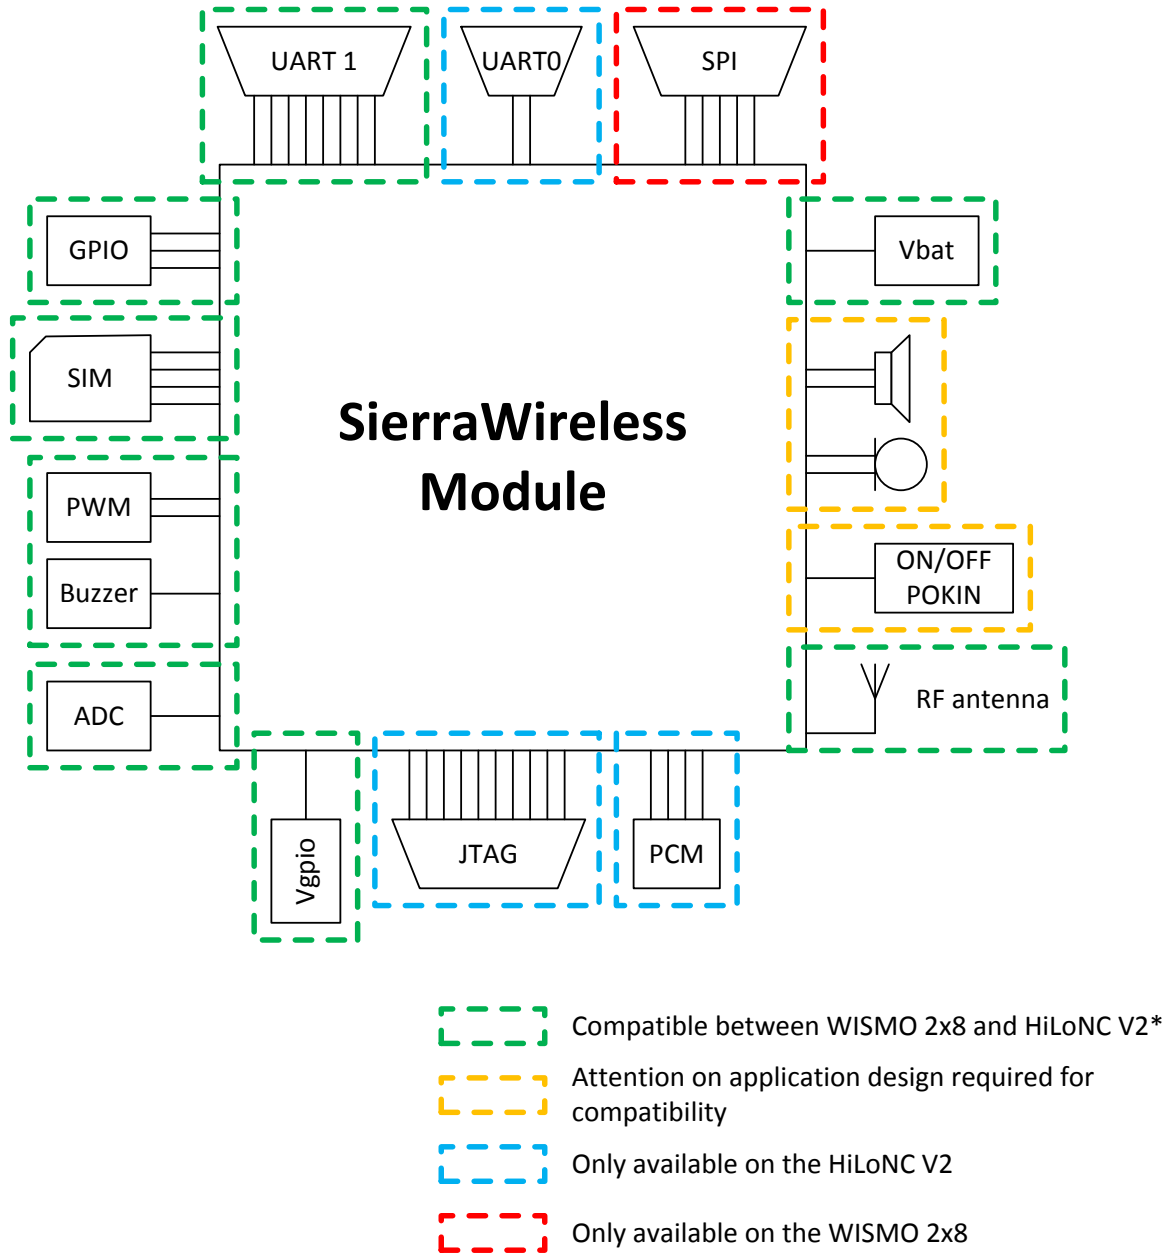 UART 1
UART0
SPI
GPIO
Vbat
SIM
SierraWireless
Module
PWM
ON/OFF
POKIN
Buzzer
RF antenna
ADC
Vgpio
JTAG
PCM
Compatible between WISMO 2x8 and HiLoNC V2*
Attention on application design required for
compatibility
Only available on the HiLoNC V2
Only available on the WISMO 2x8